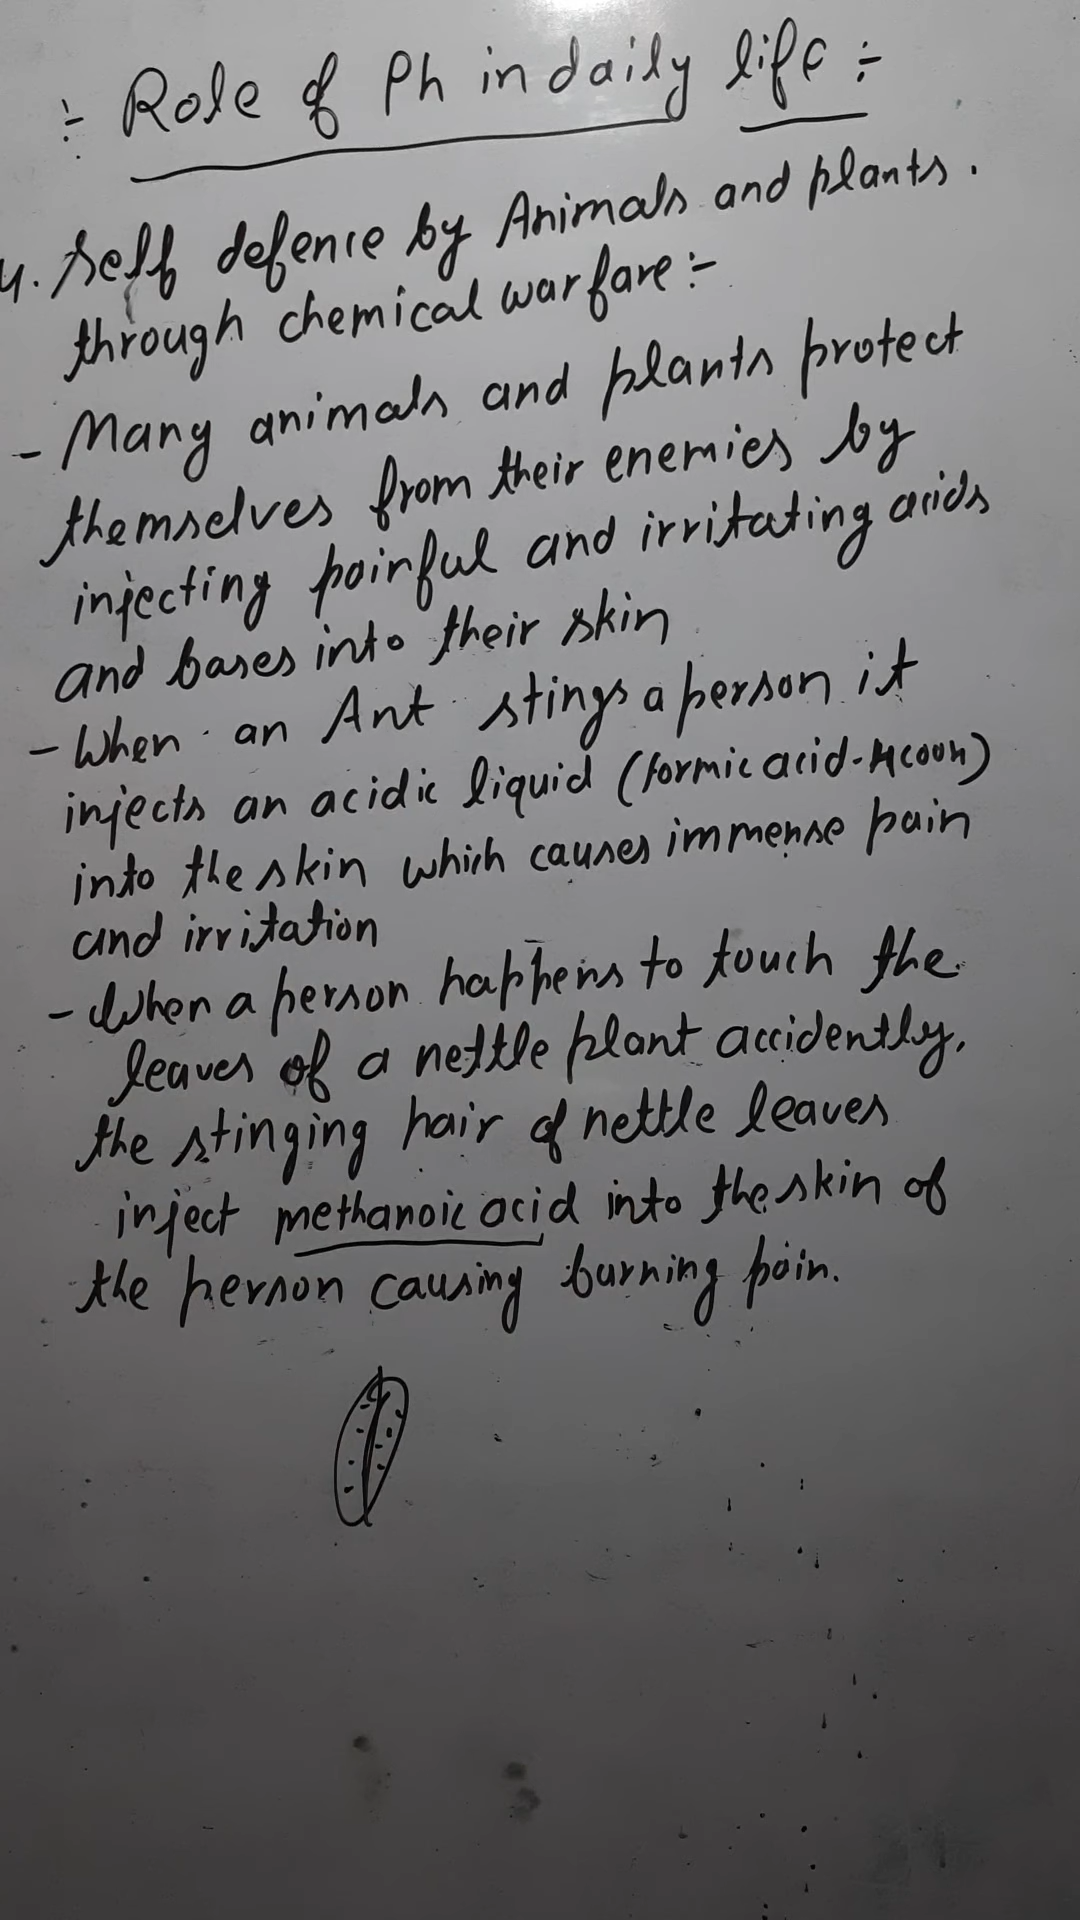 ÷ Role of Ph in daily life ÷
4. Self defence by Animals and plants.
through chemical warfare :-
- Many animals and plants protect
themselves from their enemies by
injecting painful and irritating acids
and bases into their skin
- When an Ant stings a person it
injects an acidic liquid (formic acid-HCOOH)
into the skin which causes immense pain
and irritation
- When a person happens to touch the
leaves of a nettle plant accidently,
the stinging hair of nettle leaves
inject methanoic acid into the skin of
the person causing burning pain.